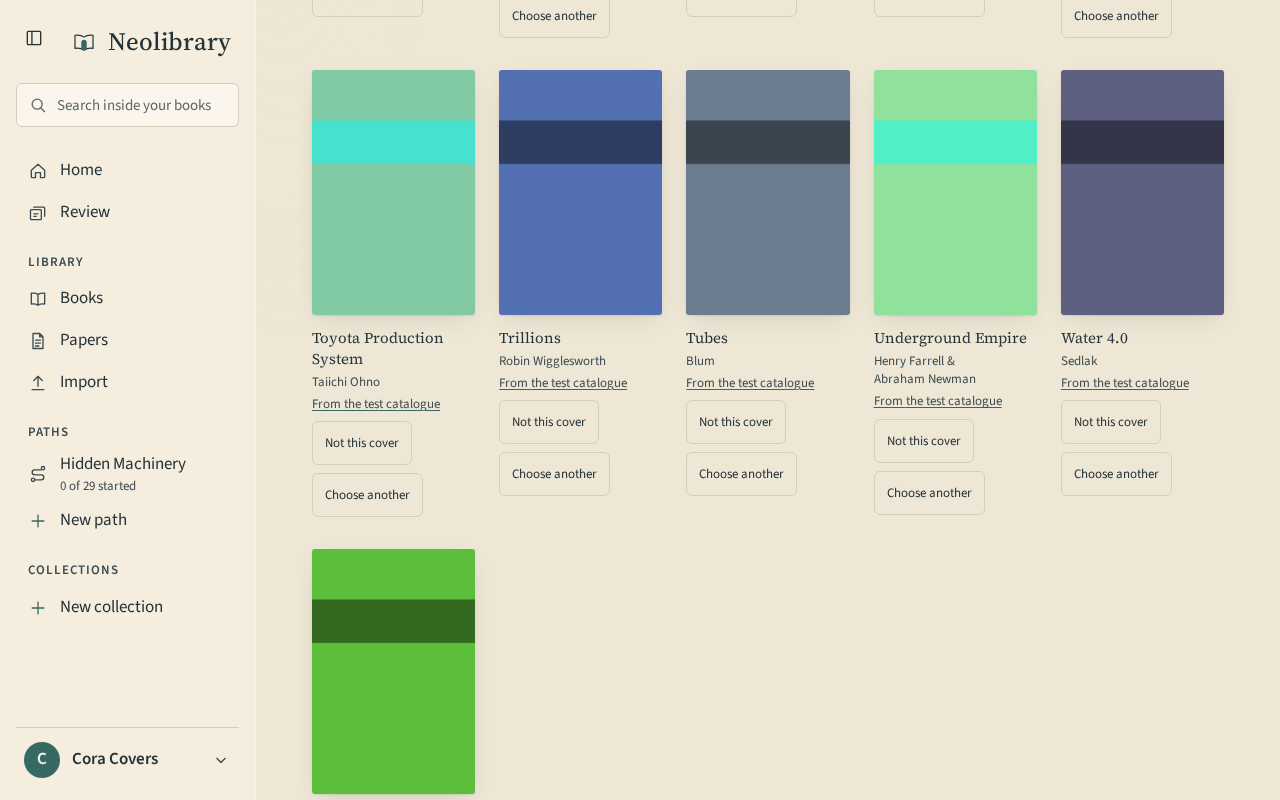 Neolibrary
Search inside your books
Home
Review
LIBRARY
Books
Papers
Import
PATHS
Hidden Machinery
0 of 29 started
New path
COLLECTIONS
New collection
C
Cora Covers
Choose another
Choose another
Toyota Production
System
Taiichi Ohno
From the test catalogue
Not this cover
Choose another
Trillions
Robin Wigglesworth
From the test catalogue
Not this cover
Choose another
Tubes
Blum
From the test catalogue
Not this cover
Choose another
Underground Empire
Henry Farrell &
Abraham Newman
From the test catalogue
Not this cover
Choose another
Water 4.0
Sedlak
From the test catalogue
Not this cover
Choose another